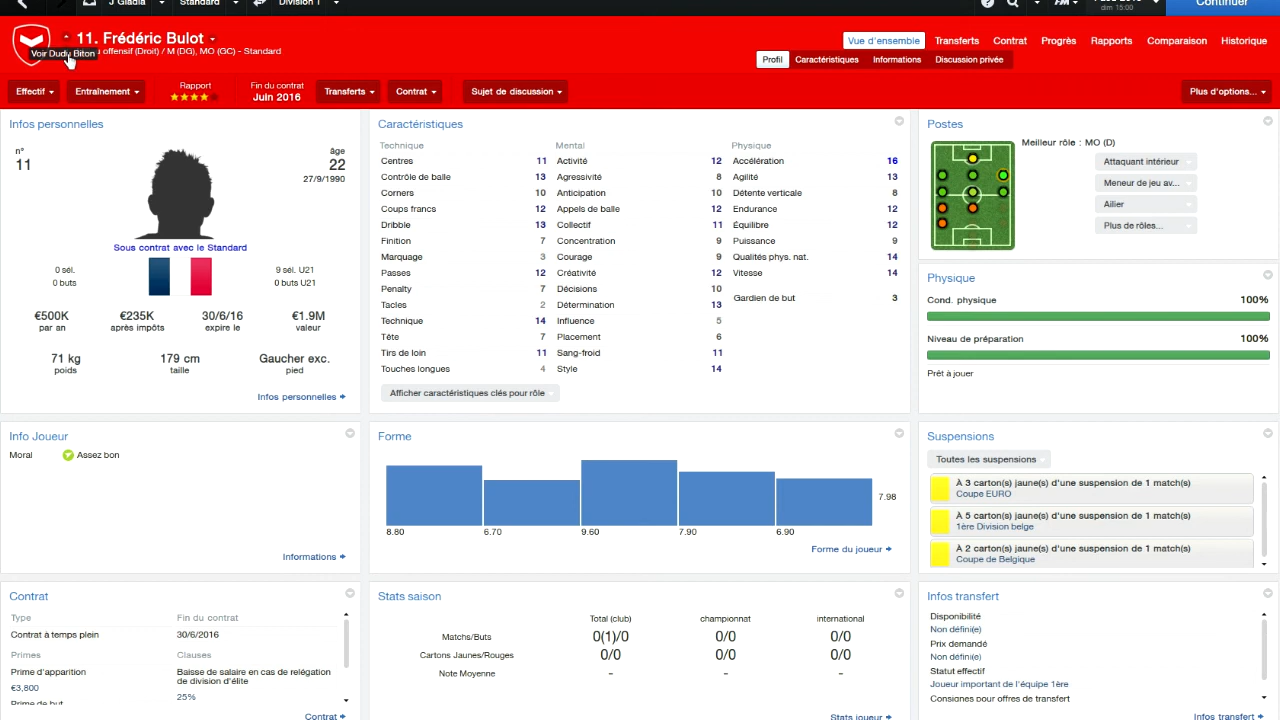 J Gladia
Standard
Division 1
FM
dim 15:00
Continuer
11. Frédéric Bulot
Voir Dudy Biton
offensif (Droit) / M (DG), MO (GC) - Standard
Vue d'ensemble
Transferts
Contrat
Progrès
Rapports
Comparaison
Historique
Profil
Caractéristiques
Informations
Discussion privée
Effectif
Entraînement
Rapport
Fin du contrat
Juin 2016
Transferts
Contrat
Sujet de discussion
Plus d'options...
Infos personnelles
n°
11
âge
22
27/9/1990
Sous contrat avec le Standard
0 sél.
0 buts
9 sél. U21
0 buts U21
€500K
par an
€235K
après impôts
30/6/16
expire le
€1.9M
valeur
71 kg
poids
179 cm
taille
Gaucher exc.
pied
Infos personnelles
Caractéristiques
Technique
Mental
Physique
Centres 11 Activité 12 Accélération 16
Contrôle de balle 13 Agressivité 8 Agilité 13
Corners 10 Anticipation 10 Détente verticale 8
Coups francs 12 Appels de balle 12 Endurance 12
Dribble 13 Collectif 11 Équilibre 12
Finition 7 Concentration 9 Puissance 9
Marquage 3 Courage 9 Qualités phys. nat. 14
Passes 12 Créativité 12 Vitesse 14
Penalty 7 Décisions 10 Gardien de but 3
Tacles 2 Détermination 13
Technique 14 Influence 5
Tête 7 Placement 6
Tirs de loin 11 Sang-froid 11
Touches longues 4 Style 14
Afficher caractéristiques clés pour rôle
Postes
Meilleur rôle : MO (D)
Attaquant intérieur
Meneur de jeu av...
Ailier
Plus de rôles...
Physique
Cond. physique 100%
Niveau de préparation 100%
Prêt à jouer
Info Joueur
Moral Assez bon
Informations
Forme
7.98
8.80 6.70 9.60 7.90 6.90
Forme du joueur
Suspensions
Toutes les suspensions
À 3 carton(s) jaune(s) d'une suspension de 1 match(s)
Coupe EURO
À 5 carton(s) jaune(s) d'une suspension de 1 match(s)
1ère Division belge
À 2 carton(s) jaune(s) d'une suspension de 1 match(s)
Coupe de Belgique
Contrat
Type Fin du contrat
Contrat à temps plein 30/6/2016
Primes Clauses
Prime d'apparition
€3,800
Prime de but
Baisse de salaire en cas de relégation
de division d'élite
25%
Contrat
Stats saison
Total (club) championnat international
Matchs/Buts 0(1)/0 0/0 0/0
Cartons Jaunes/Rouges 0/0 0/0 0/0
Note Moyenne - - -
Stats joueur
Infos transfert
Disponibilité
Non défini(e)
Prix demandé
Non défini(e)
Statut effectif
Joueur important de l'équipe 1ère
Consignes pour offres de transfert
Infos transfert